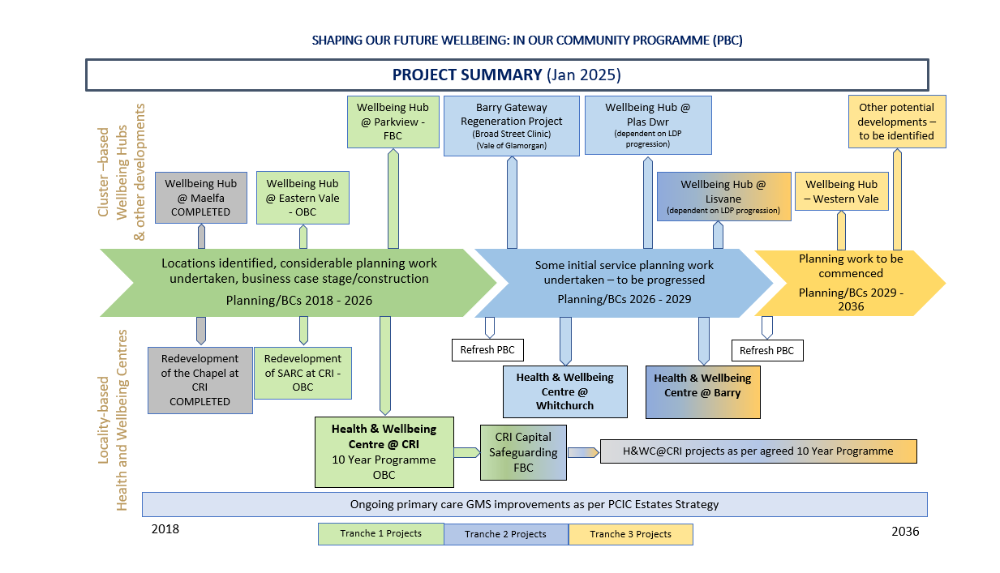 SHAPING OUR FUTURE WELLBEING: IN OUR COMMUNITY PROGRAMME (PBC)
PROJECT SUMMARY (Jan 2025)
Cluster –based
Wellbeing Hubs
& other developments
Wellbeing Hub
@ Maelfa
COMPLETED
Wellbeing Hub
@ Eastern Vale
- OBC
Wellbeing Hub
@ Parkview -
FBC
Barry Gateway
Regeneration Project
(Broad Street Clinic)
(Vale of Glamorgan)
Wellbeing Hub @
Plas Dwr
(dependent on LDP
progression)
Wellbeing Hub @
Lisvane
(dependent on LDP progression)
Wellbeing Hub
– Western Vale
Other potential
developments –
to be identified
Locations identified, considerable planning work
undertaken, business case stage/construction
Planning/BCs 2018 - 2026
Some initial service planning work
undertaken – to be progressed
Planning/BCs 2026 - 2029
Planning work to be
commenced
Planning/BCs 2029 -
2036
Locality-based
Health and Wellbeing Centres
Redevelopment
of the Chapel at
CRI
COMPLETED
Redevelopment
of SARC at CRI -
OBC
Health & Wellbeing
Centre @ CRI
10 Year Programme
OBC
CRI Capital
Safeguarding
FBC
H&WC@CRI projects as per agreed 10 Year Programme
Refresh PBC
Health & Wellbeing
Centre @
Whitchurch
Health & Wellbeing
Centre @ Barry
Refresh PBC
Ongoing primary care GMS improvements as per PCIC Estates Strategy
2018
2036
Tranche 1 Projects
Tranche 2 Projects
Tranche 3 Projects